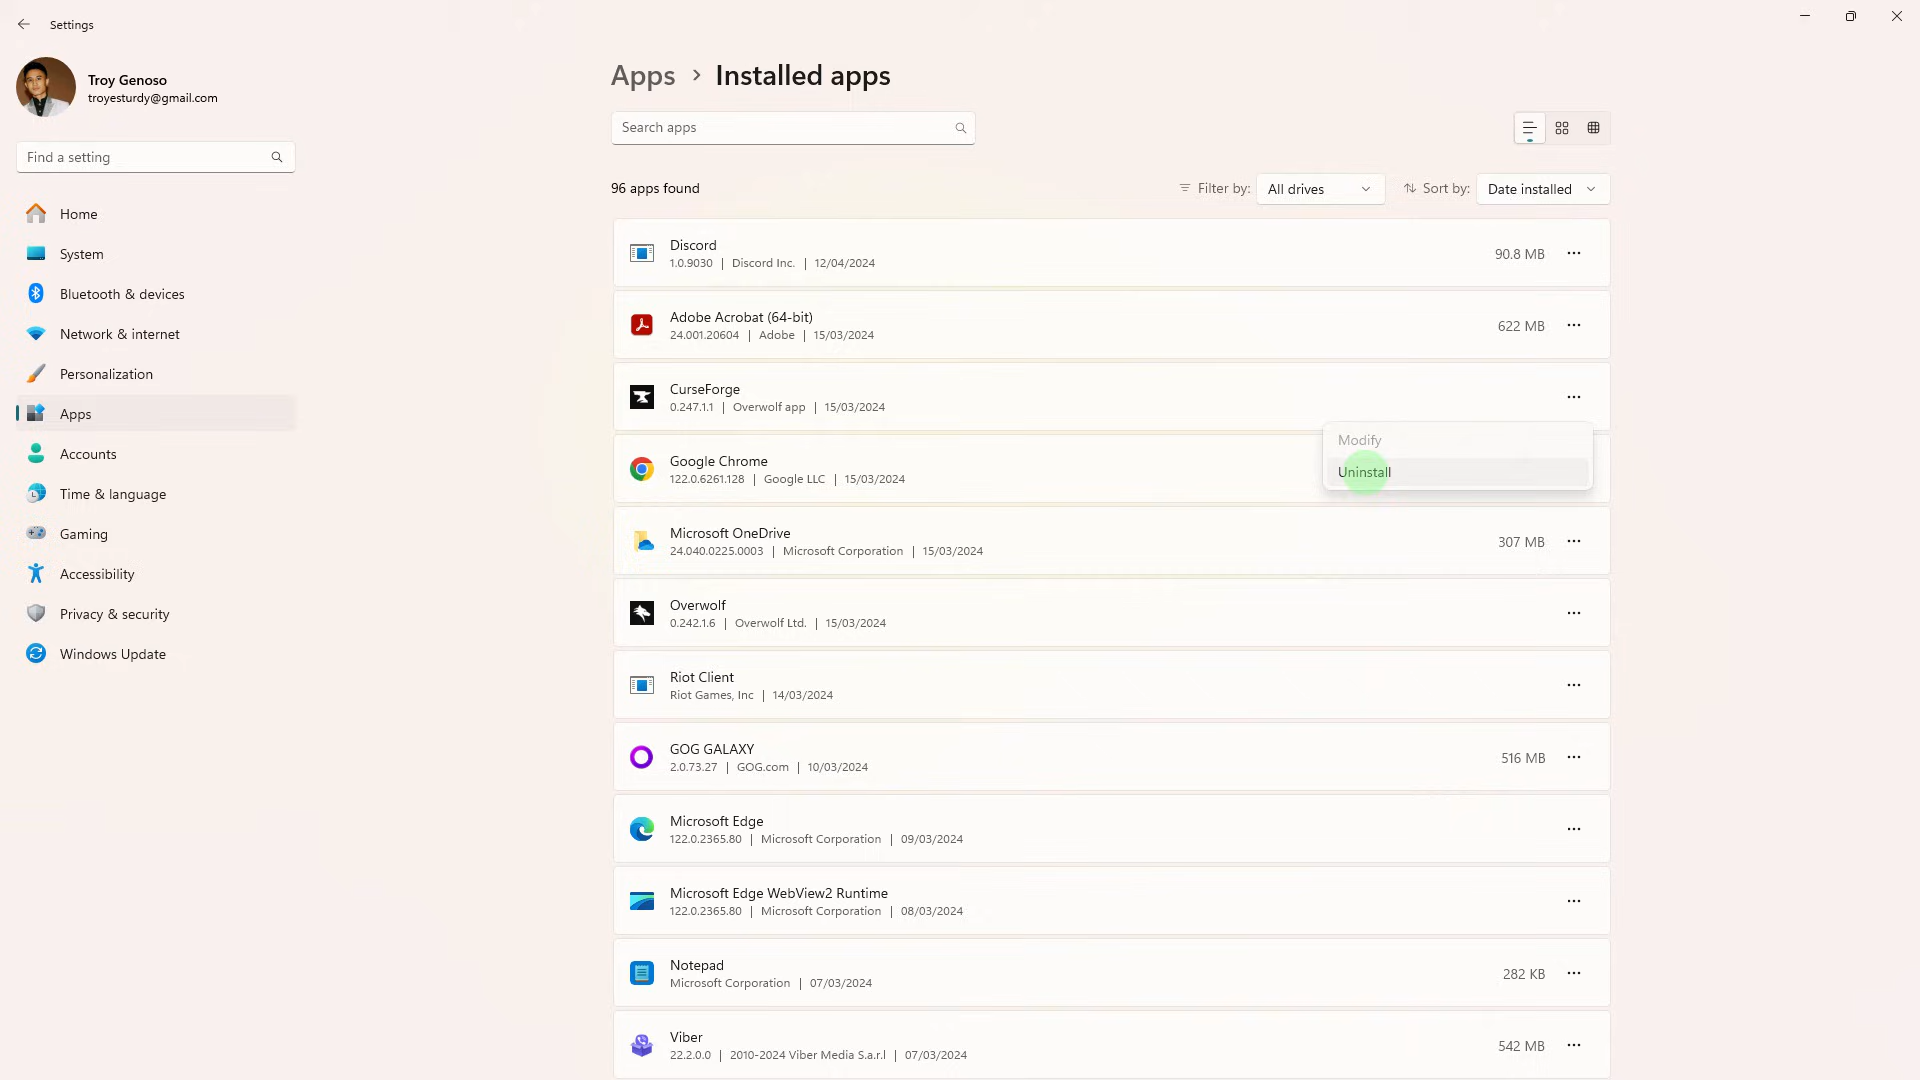 Settings
Troy Genoso
troyesturdy@gmail.com
Find a setting
Home
System
Bluetooth & devices
Network & internet
Personalization
Apps
Accounts
Time & language
Gaming
Accessibility
Privacy & security
Windows Update
Apps > Installed apps
Search apps
96 apps found
Filter by: All drives
Sort by: Date installed
Discord
1.0.9030 | Discord Inc. | 12/04/2024
90.8 MB
Adobe Acrobat (64-bit)
24.001.20604 | Adobe | 15/03/2024
622 MB
CurseForge
0.247.1.1 | Overwolf app | 15/03/2024
Modify
Uninstall
Google Chrome
122.0.6261.128 | Google LLC | 15/03/2024
Microsoft OneDrive
24.040.0225.0003 | Microsoft Corporation | 15/03/2024
307 MB
Overwolf
0.242.1.6 | Overwolf Ltd. | 15/03/2024
Riot Client
Riot Games, Inc | 14/03/2024
GOG GALAXY
2.0.73.27 | GOG.com | 10/03/2024
516 MB
Microsoft Edge
122.0.2365.80 | Microsoft Corporation | 09/03/2024
Microsoft Edge WebView2 Runtime
122.0.2365.80 | Microsoft Corporation | 08/03/2024
Notepad
Microsoft Corporation | 07/03/2024
282 KB
Viber
22.2.0.0 | 2010-2024 Viber Media S.a.r.l | 07/03/2024
542 MB